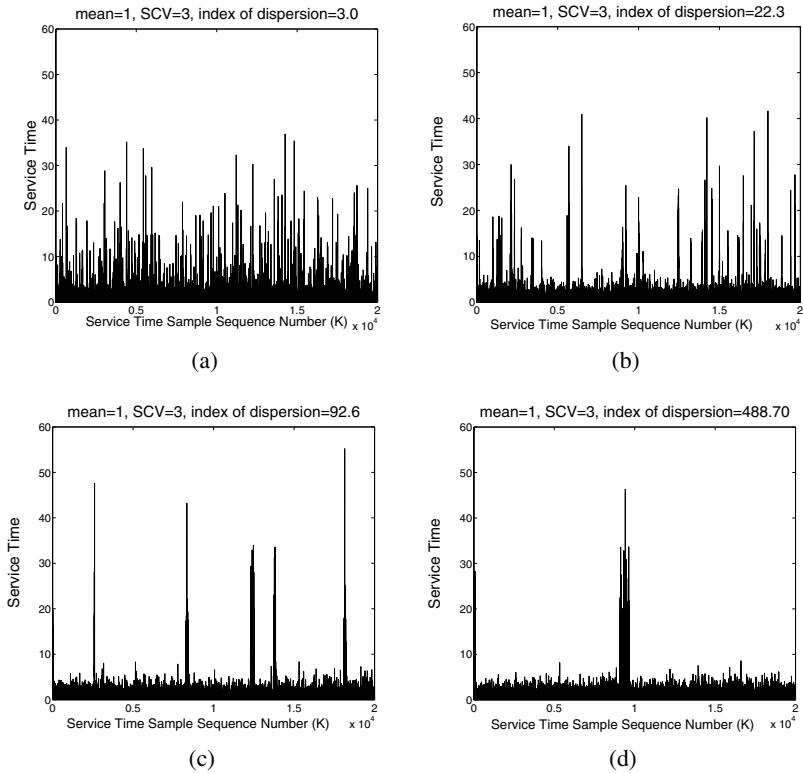 mean=1, SCV=3, index of dispersion=3.0
60
50
40
30
20
10
0
Service Time
0 0.5 1 1.5 2
Service Time Sample Sequence Number (K) x 10^4
(a)
mean=1, SCV=3, index of dispersion=22.3
60
50
40
30
20
10
0
Service Time
0 0.5 1 1.5 2
Service Time Sample Sequence Number (K) x 10^4
(b)
mean=1, SCV=3, index of dispersion=92.6
60
50
40
30
20
10
0
Service Time
0 0.5 1 1.5 2
Service Time Sample Sequence Number (K) x 10^4
(c)
mean=1, SCV=3, index of dispersion=488.70
60
50
40
30
20
10
0
Service Time
0 0.5 1 1.5 2
Service Time Sample Sequence Number (K) x 10^4
(d)